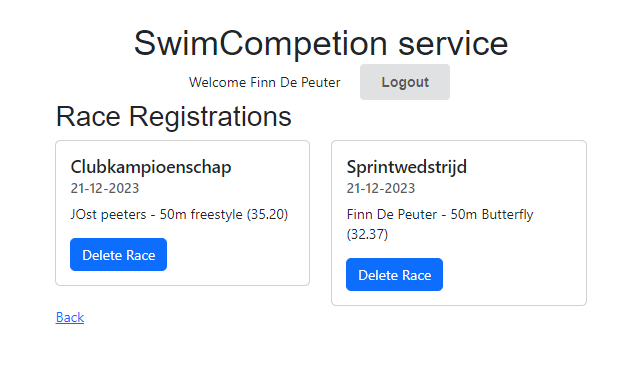 SwimCompetion service
Welcome Finn De Peuter Logout
Race Registrations
Clubkampioenschap
21-12-2023
JOst peeters - 50m freestyle (35.20)
Delete Race
Sprintwedstrijd
21-12-2023
Finn De Peuter - 50m Butterfly
(32.37)
Delete Race
Back